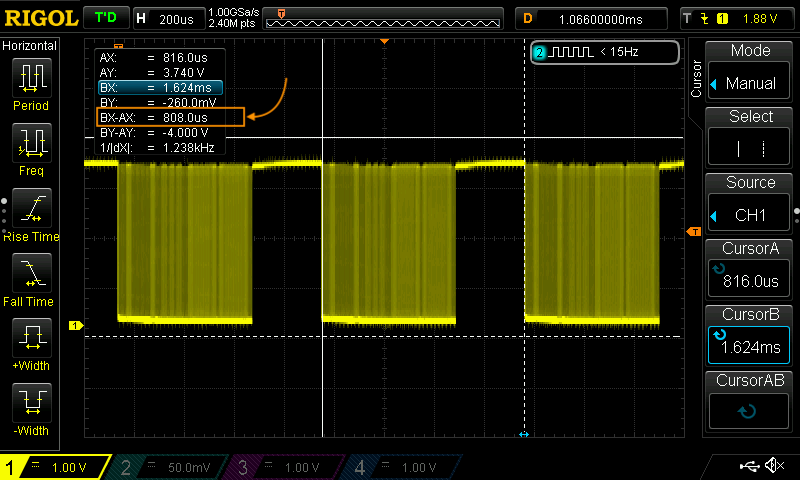 RIGOL T'D H 200us 1.00GSa/s 2.40M pts T D 1.06600000ms T 1 1.88 V
Horizontal
Period
Freq
Rise Time
Fall Time
+Width
-Width
T
AX: = 816.0us
AY: = 3.740 V
BX: = 1.624ms
BY: = -260.0mV
BX-AX: = 808.0us
BY-AY: = -4.000 V
1/|dX|: = 1.238kHz
2 < 15Hz
T
1
Cursor
Mode
Manual
Select
Source
CH1
CursorA
816.0us
CursorB
1.624ms
CursorAB
1 = 1.00 V 2 = 50.0mV 3 = 1.00 V 4 = 1.00 V